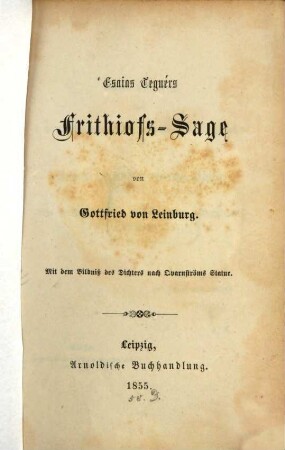 Esaias Tegnérs
Frithiofs-Sage
von
Gottfried von Leinburg.
Mit dem Bildniß des Dichters nach Qvarnströms Statue.
Leipzig,
Arnoldische Buchhandlung.
1855.